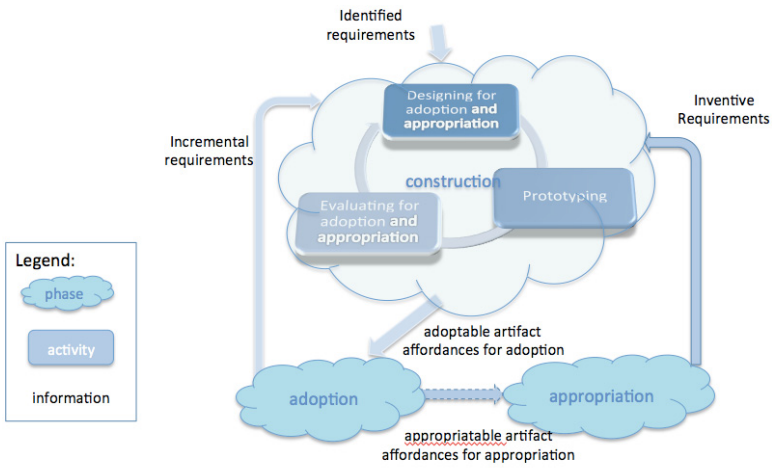 Identified
requirements
Designing for
adoption and
appropriation
Inventive
Requirements
Incremental
requirements
construction
Prototyping
Evaluating for
adoption and
appropriation
Legend:
phase
activity
information
adoptable artifact
affordances for adoption
adoption
appropriation
appropriatable artifact
affordances for appropriation